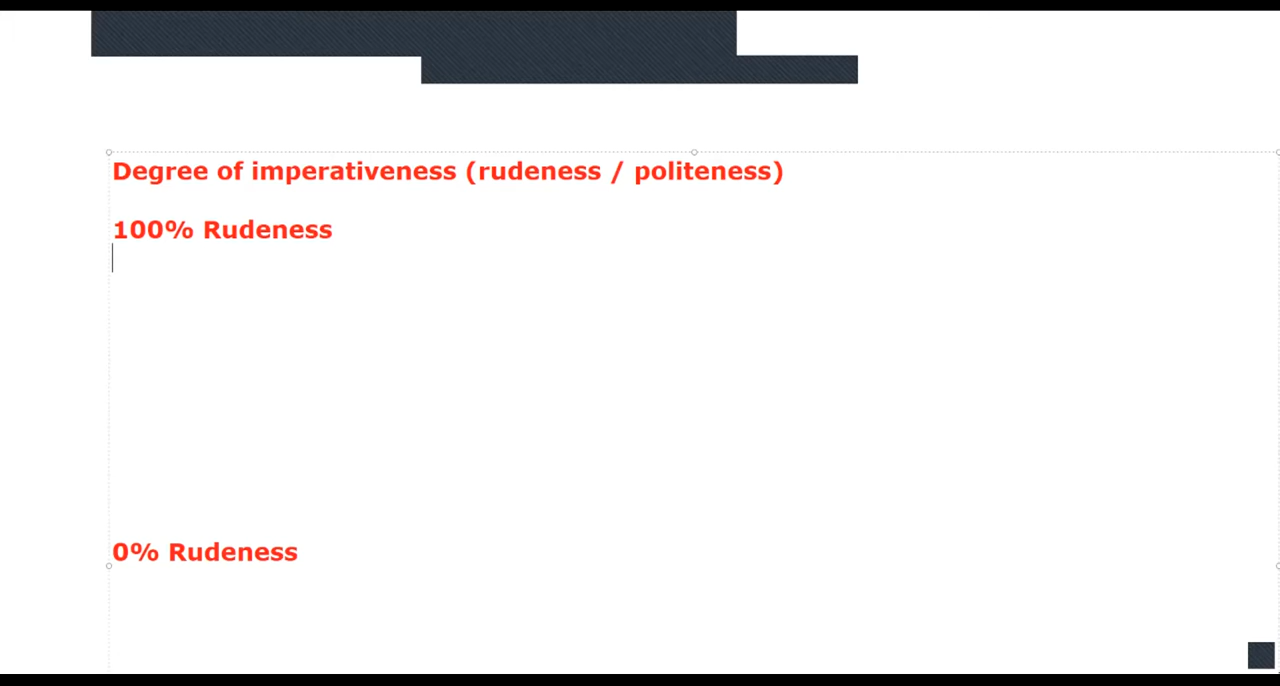 Degree of imperativeness (rudeness / politeness)
100% Rudeness
0% Rudeness